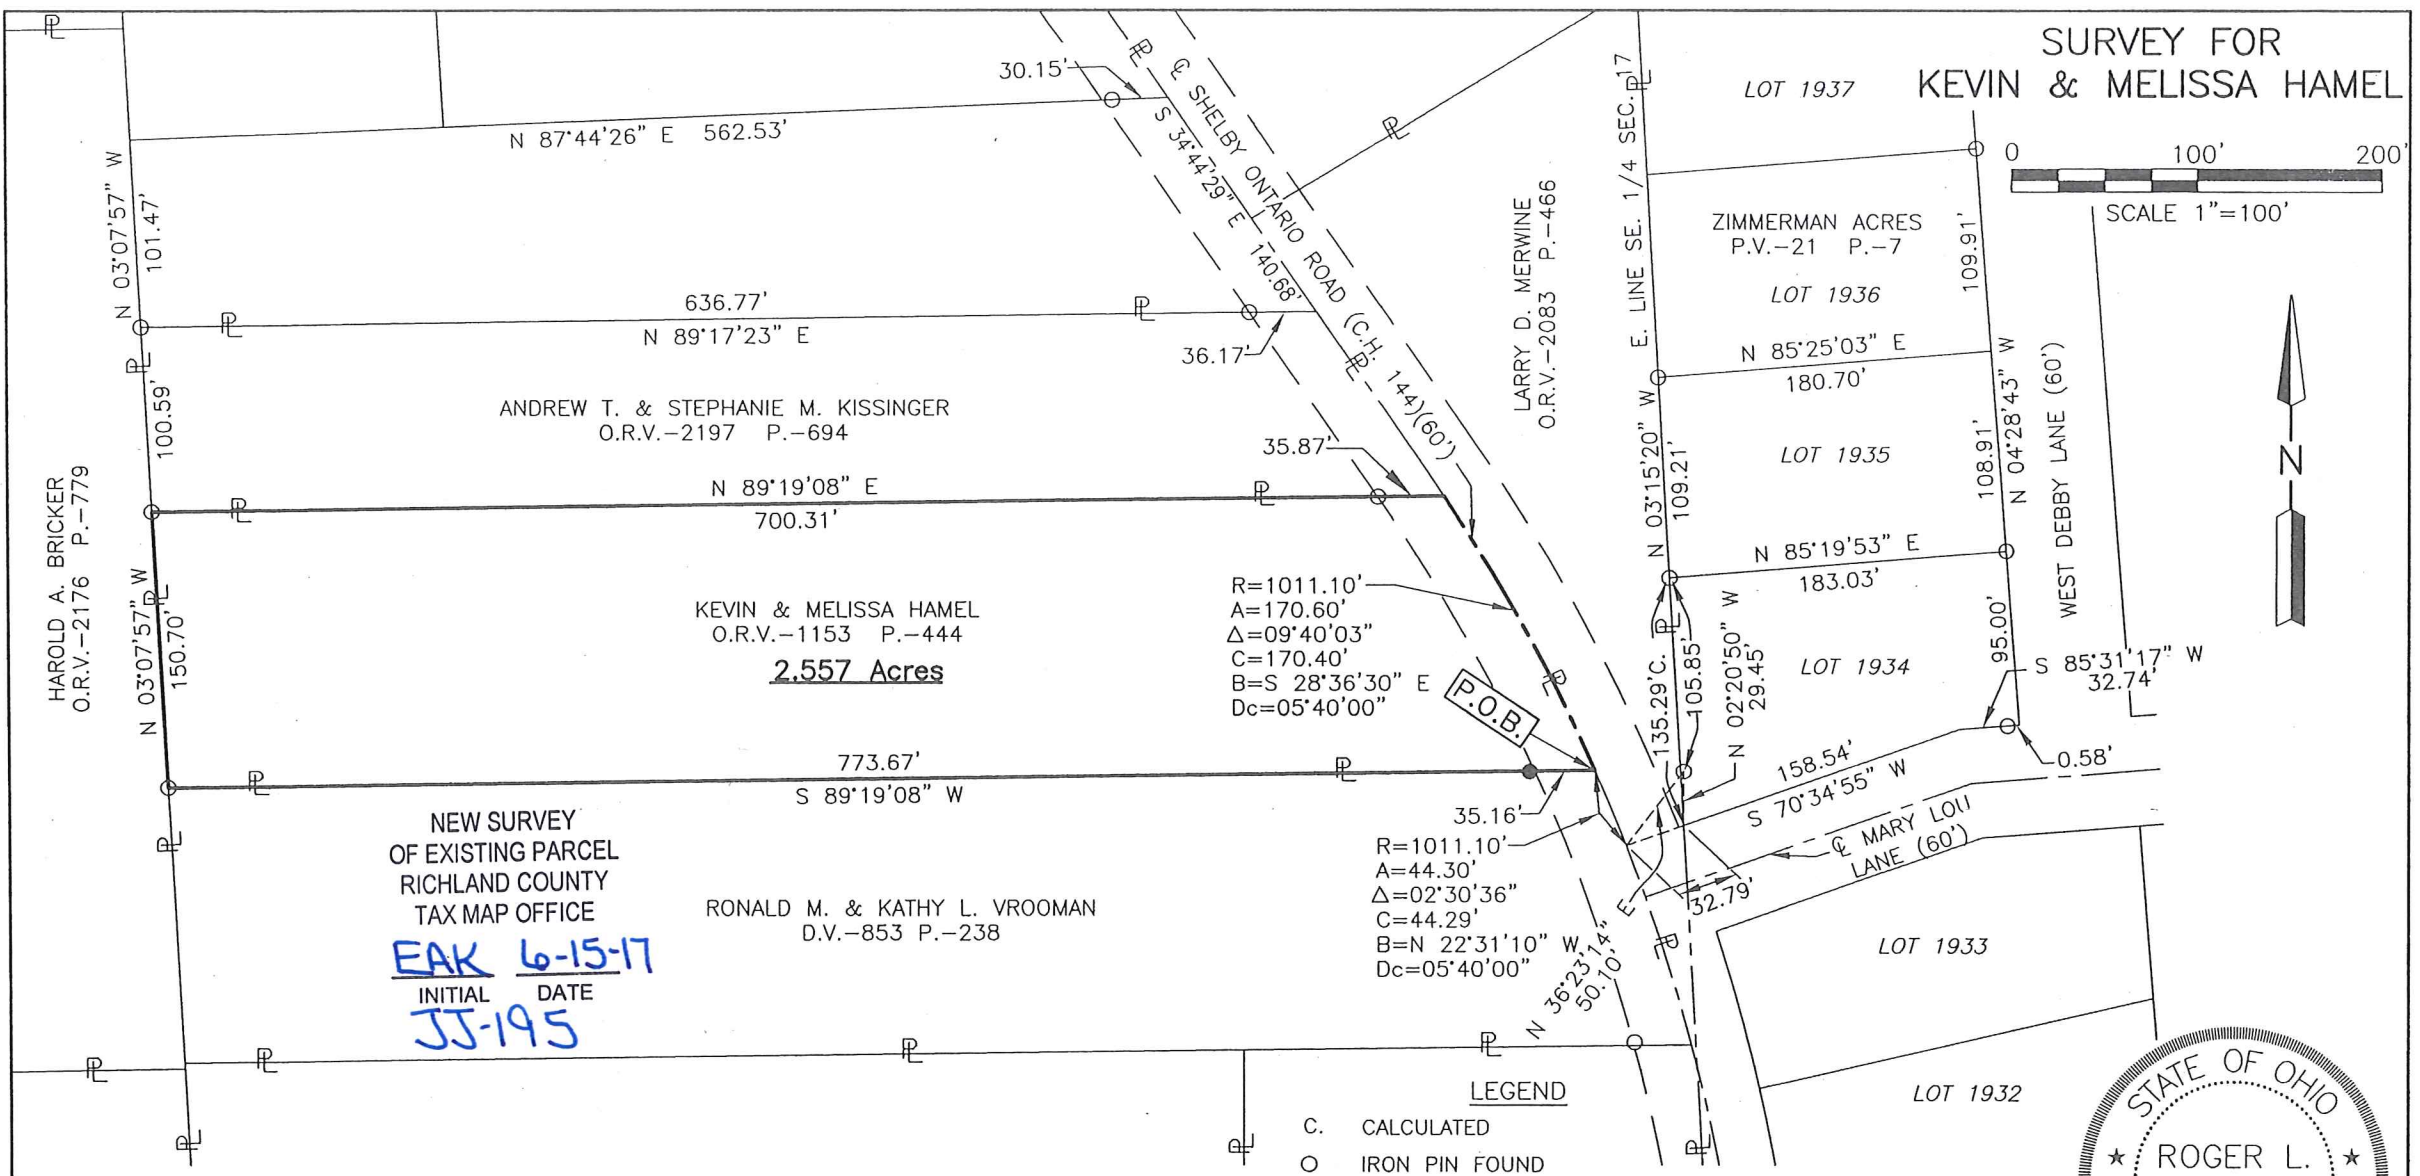 SURVEY FOR
KEVIN & MELISSA HAMEL
0 100' 200'
SCALE 1"=100'
N
N 87°44'26" E 562.53'
30.15'
N 03°07'57" W
101.47'
636.77'
N 89°17'23" E
36.17'
S 34°44'29" E 140.68'
℄ SHELBY ONTARIO ROAD (C.H. 144)(60')
100.59'
ANDREW T. & STEPHANIE M. KISSINGER
O.R.V.-2197 P.-694
35.87'
N 89°19'08" E
700.31'
HAROLD A. BRICKER
O.R.V.-2176 P.-779
N 03°07'57" W
150.70'
KEVIN & MELISSA HAMEL
O.R.V.-1153 P.-444
2.557 Acres
R=1011.10'
A=170.60'
Δ=09°40'03"
C=170.40'
B=S 28°36'30" E
Dc=05°40'00"
P.O.B.
773.67'
S 89°19'08" W
35.16'
R=1011.10'
A=44.30'
Δ=02°30'36"
C=44.29'
B=N 22°31'10" W
Dc=05°40'00"
N 36°23'14" E
50.10'
NEW SURVEY
OF EXISTING PARCEL
RICHLAND COUNTY
TAX MAP OFFICE
EAK 6-15-17
INITIAL DATE
JJ-195
RONALD M. & KATHY L. VROOMAN
D.V.-853 P.-238
LARRY D. MERWINE
O.R.V.-2083 P.-466
E. LINE SE. 1/4 SEC. 17
LOT 1937
ZIMMERMAN ACRES
P.V.-21 P.-7
LOT 1936
109.91'
N 85°25'03" E
180.70'
N 03°15'20" W
109.21'
LOT 1935
108.91'
N 04°28'43" W
WEST DEBBY LANE (60')
N 85°19'53" E
183.03'
135.29'C.
105.85'
N 02°20'50" W
29.45'
LOT 1934
95.00'
S 85°31'17" W
32.74'
0.58'
158.54'
S 70°34'55" W
℄ MARY LOU
LANE (60')
32.79'
LOT 1933
LOT 1932
LEGEND
C. CALCULATED
O IRON PIN FOUND
STATE OF OHIO
★ ROGER L. ★